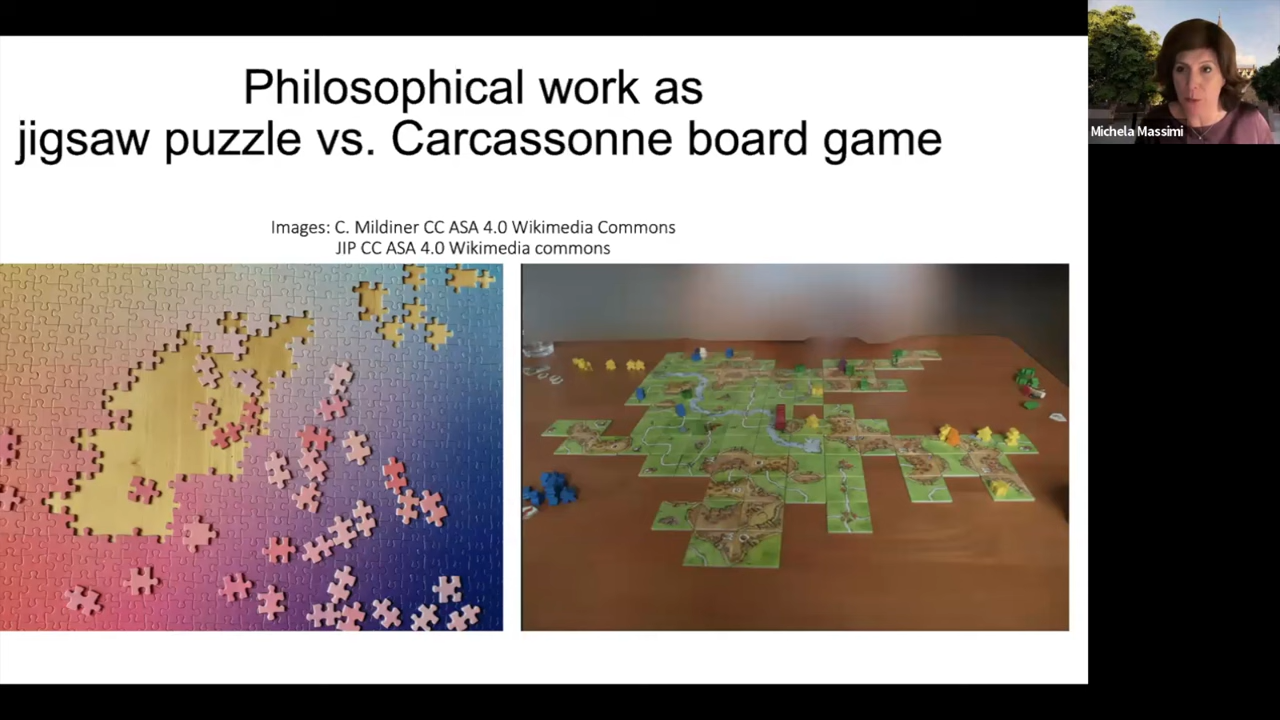 Philosophical work as
jigsaw puzzle vs. Carcassonne board game
Images: C. Mildiner CC ASA 4.0 Wikimedia Commons
JIP CC ASA 4.0 Wikimedia commons
Michela Massimi